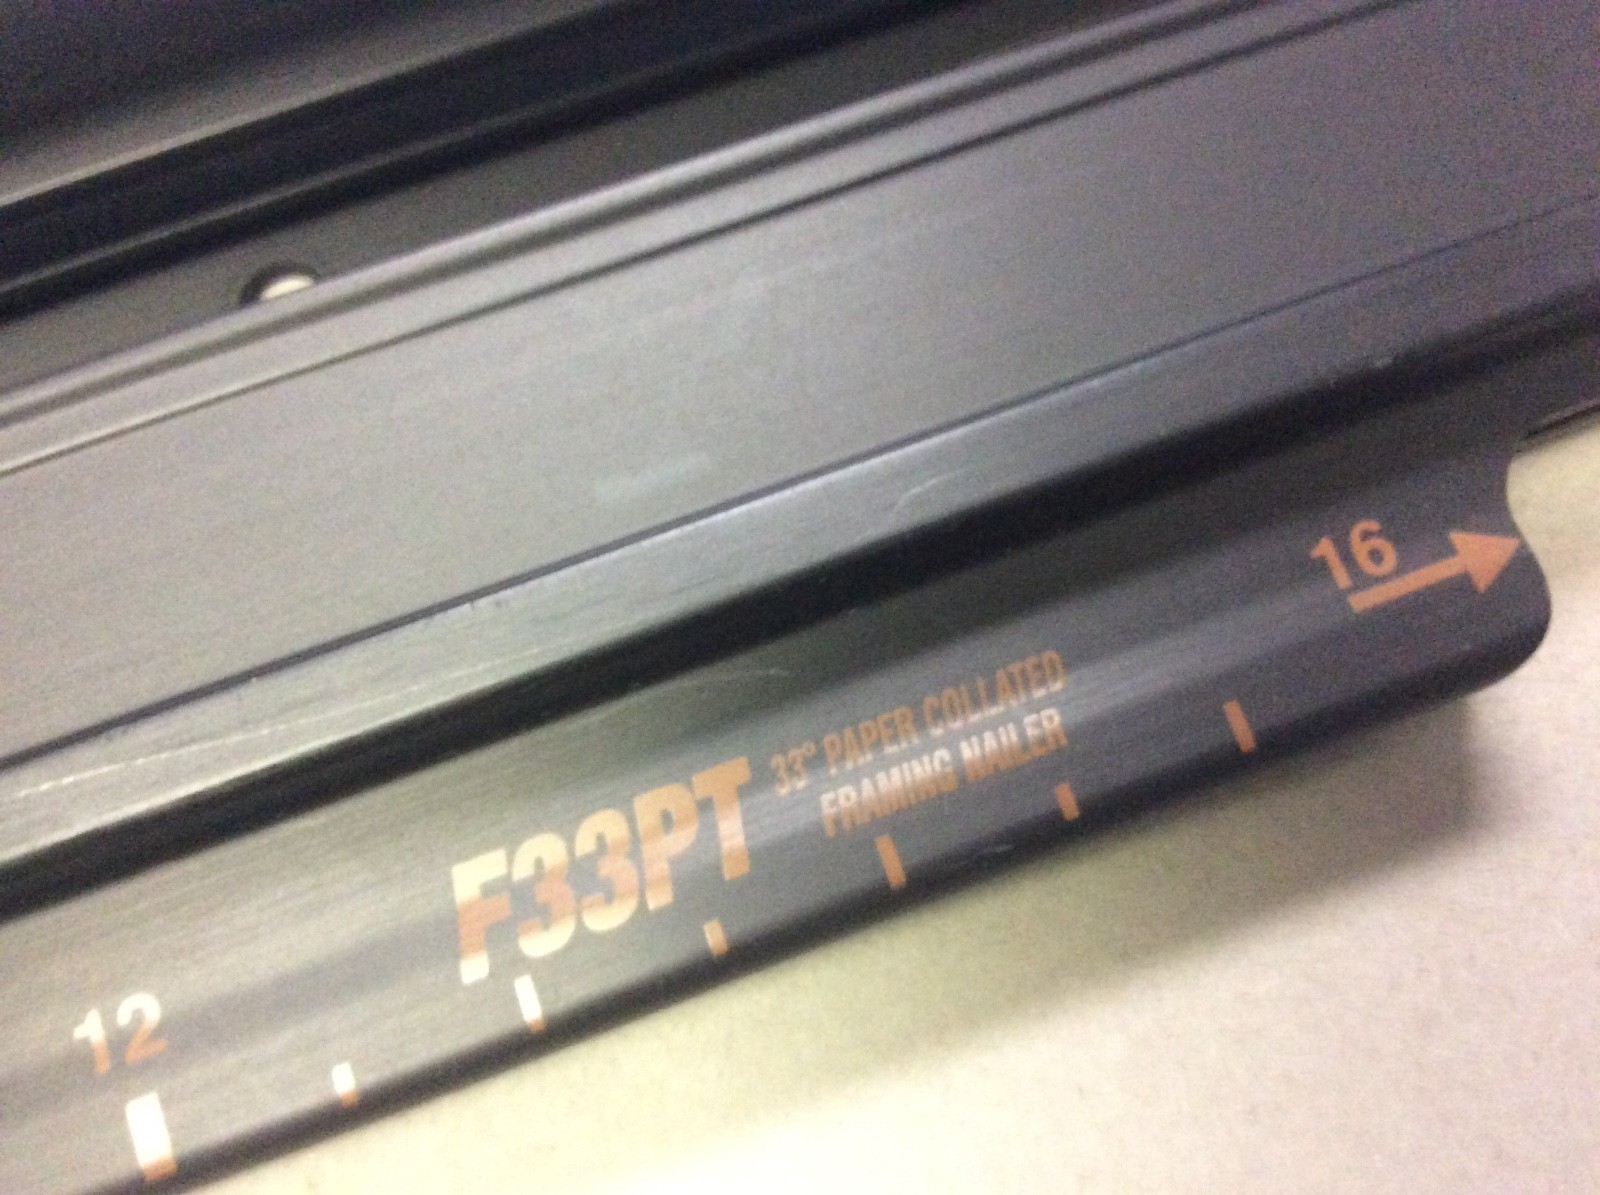 16
33° PAPER COLLATED
FRAMING NAILER
F33PT
12